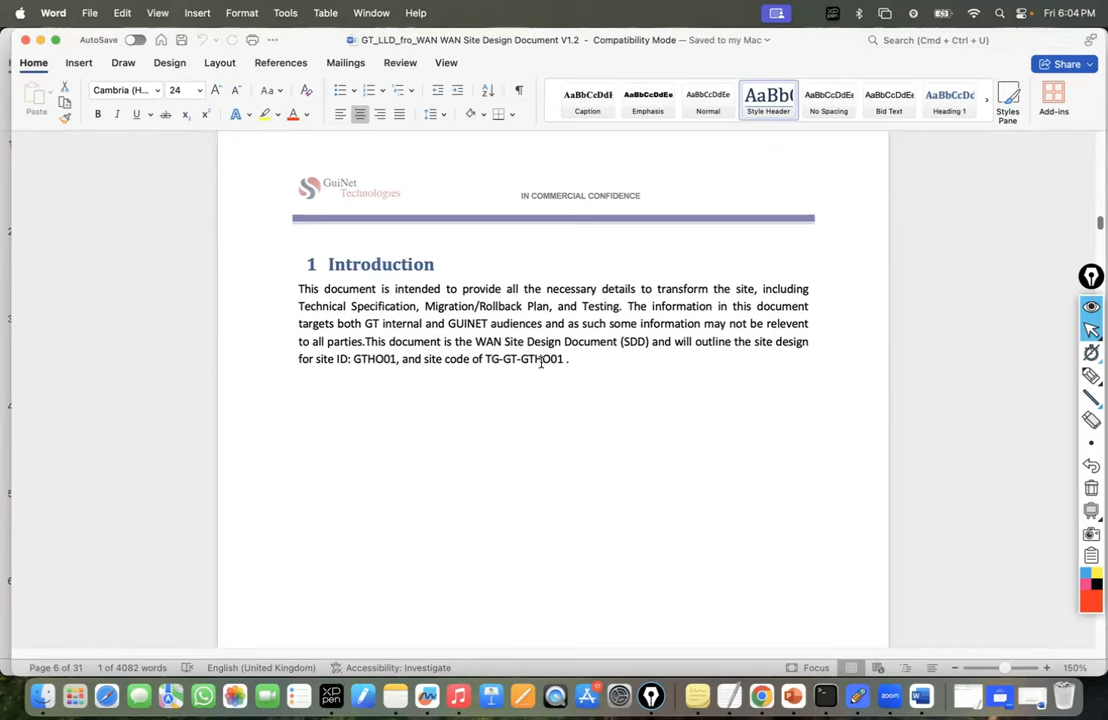 Word File Edit View Insert Format Tools Table Window Help Fri 6:04 PM
AutoSave GT_LLD_fro_WAN WAN Site Design Document V1.2 - Compatibility Mode — Saved to my Mac Search (Cmd + Ctrl + U)
Home Insert Draw Design Layout References Mailings Review View Share
Paste Cambria (H... 24 Aa
AaBbCcDdE Caption
AaBbCcDdEe Emphasis
AaBbCcDdEe Normal
AaBb( Style Header
AaBbCcDdEe No Spacing
AaBbCcDdEe Bid Text
AaBbCcDd Heading 1
Styles Pane
Add-ins
GuiNet
Technologies
IN COMMERCIAL CONFIDENCE
1 Introduction
This document is intended to provide all the necessary details to transform the site, including
Technical Specification, Migration/Rollback Plan, and Testing. The information in this document
targets both GT internal and GUINET audiences and as such some information may not be relevent
to all parties.This document is the WAN Site Design Document (SDD) and will outline the site design
for site ID: GTHO01, and site code of TG-GT-GTHO01 .
Page 6 of 31 1 of 4082 words English (United Kingdom) Accessibility: Investigate Focus 150%